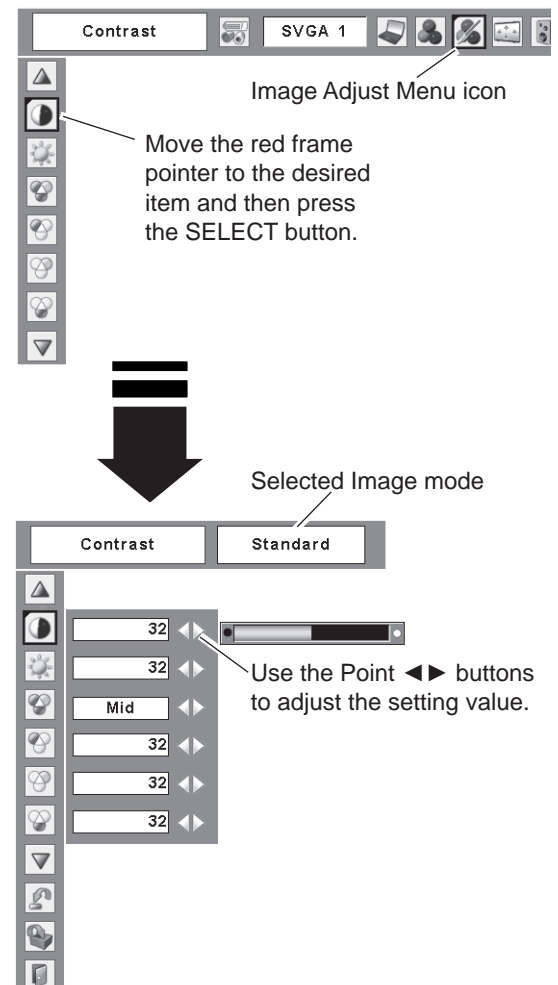 Contrast
SVGA 1
Image Adjust Menu icon
Move the red frame
pointer to the desired
item and then press
the SELECT button.
Selected Image mode
Contrast
Standard
32
32
Use the Point ◄► buttons
to adjust the setting value.
Mid
32
32
32